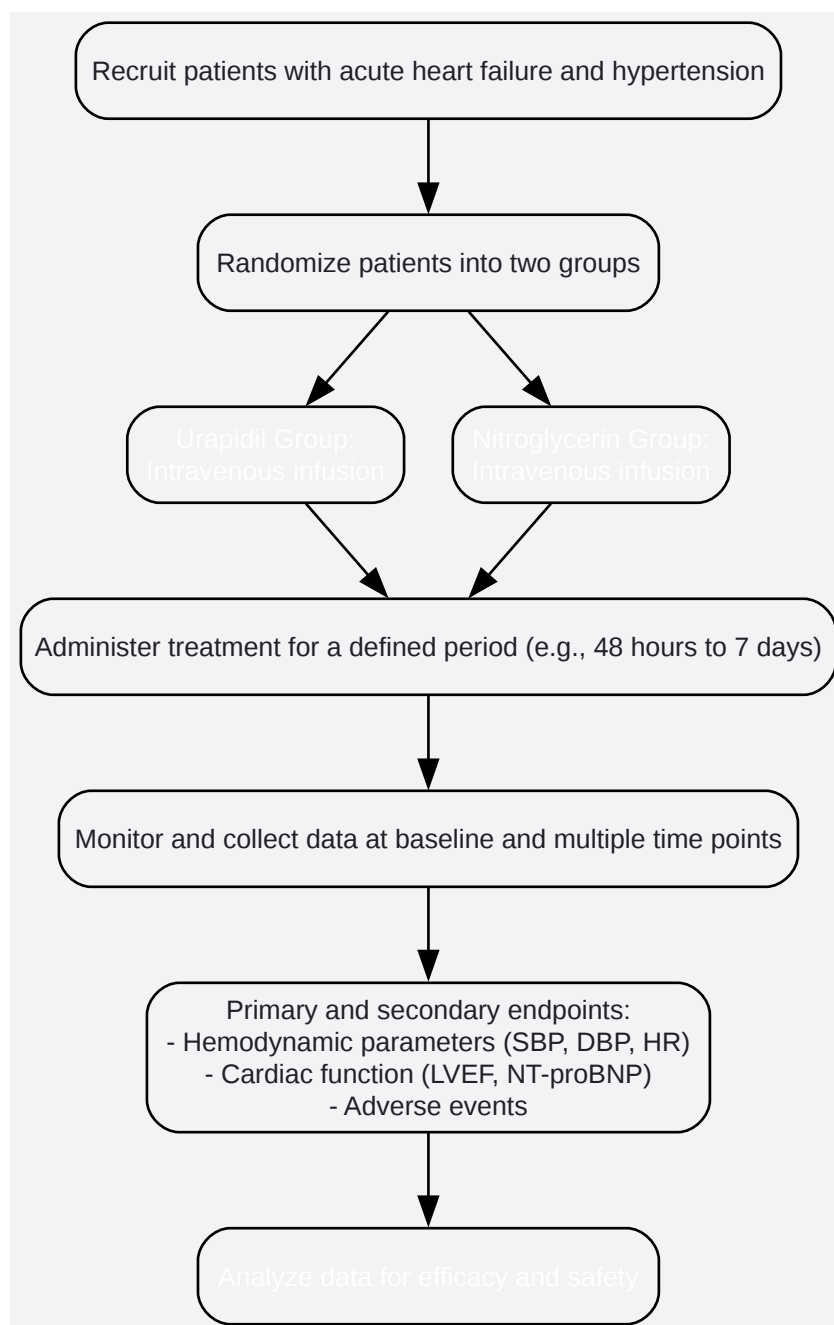 Recruit patients with acute heart failure and hypertension
Randomize patients into two groups
Urapidil Group:
Intravenous infusion
Nitroglycerin Group:
Intravenous infusion
Administer treatment for a defined period (e.g., 48 hours to 7 days)
Monitor and collect data at baseline and multiple time points
Primary and secondary endpoints:
- Hemodynamic parameters (SBP, DBP, HR)
- Cardiac function (LVEF, NT-proBNP)
- Adverse events
Analyze data for efficacy and safety